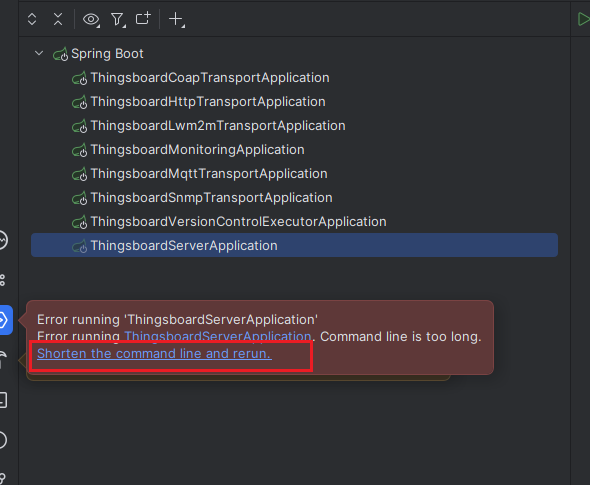 Spring Boot
ThingsboardCoapTransportApplication
ThingsboardHttpTransportApplication
ThingsboardLwm2mTransportApplication
ThingsboardMonitoringApplication
ThingsboardMqttTransportApplication
ThingsboardSnmpTransportApplication
ThingsboardVersionControlExecutorApplication
ThingsboardServerApplication
Error running 'ThingsboardServerApplication'
Error running ThingsboardServerApplication. Command line is too long.
Shorten the command line and rerun.